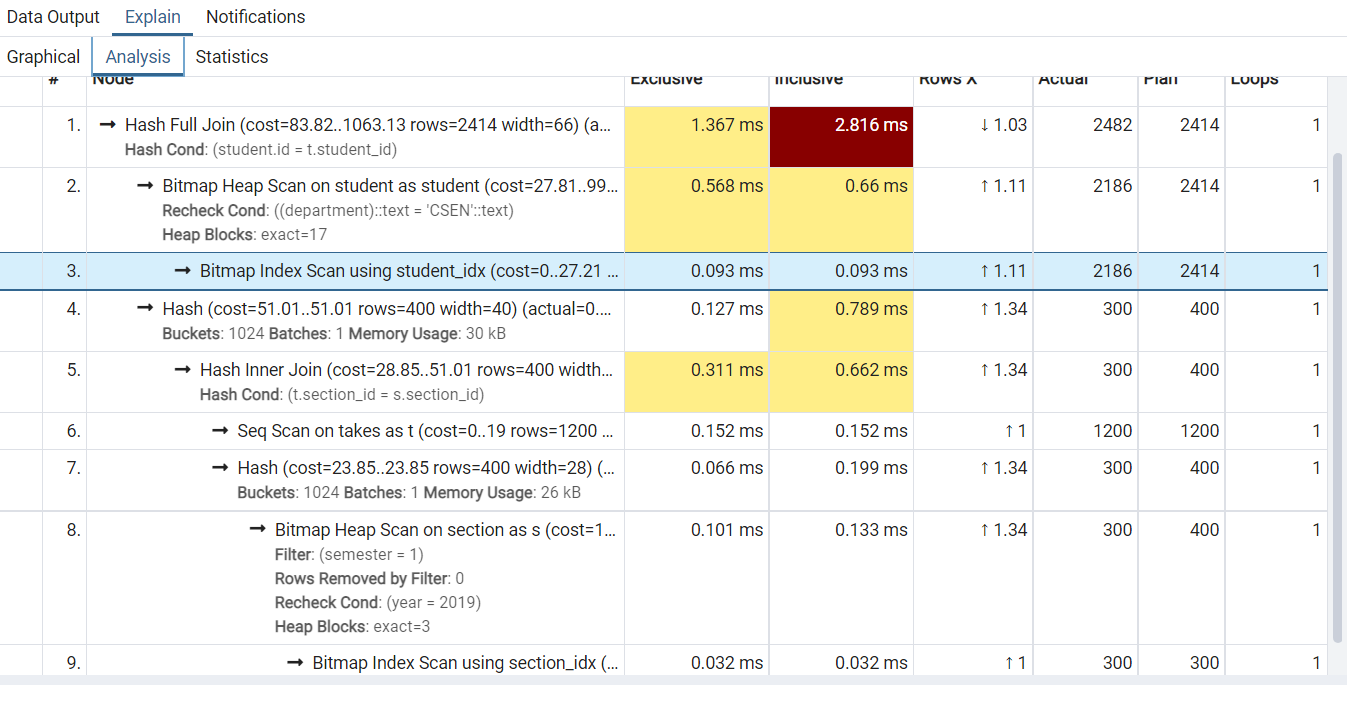 Data Output Explain Notifications
Graphical Analysis Statistics
# Node Exclusive Inclusive Rows X Actual Plan Loops
1. → Hash Full Join (cost=83.82..1063.13 rows=2414 width=66) (a... 1.367 ms 2.816 ms ↓ 1.03 2482 2414 1
Hash Cond: (student.id = t.student_id)
2. → Bitmap Heap Scan on student as student (cost=27.81..99... 0.568 ms 0.66 ms ↑ 1.11 2186 2414 1
Recheck Cond: ((department)::text = 'CSEN'::text)
Heap Blocks: exact=17
3. → Bitmap Index Scan using student_idx (cost=0..27.21 ... 0.093 ms 0.093 ms ↑ 1.11 2186 2414 1
4. → Hash (cost=51.01..51.01 rows=400 width=40) (actual=0.... 0.127 ms 0.789 ms ↑ 1.34 300 400 1
Buckets: 1024 Batches: 1 Memory Usage: 30 kB
5. → Hash Inner Join (cost=28.85..51.01 rows=400 width... 0.311 ms 0.662 ms ↑ 1.34 300 400 1
Hash Cond: (t.section_id = s.section_id)
6. → Seq Scan on takes as t (cost=0..19 rows=1200 ... 0.152 ms 0.152 ms ↑ 1 1200 1200 1
7. → Hash (cost=23.85..23.85 rows=400 width=28) (... 0.066 ms 0.199 ms ↑ 1.34 300 400 1
Buckets: 1024 Batches: 1 Memory Usage: 26 kB
8. → Bitmap Heap Scan on section as s (cost=1... 0.101 ms 0.133 ms ↑ 1.34 300 400 1
Filter: (semester = 1)
Rows Removed by Filter: 0
Recheck Cond: (year = 2019)
Heap Blocks: exact=3
9. → Bitmap Index Scan using section_idx (... 0.032 ms 0.032 ms ↑ 1 300 300 1